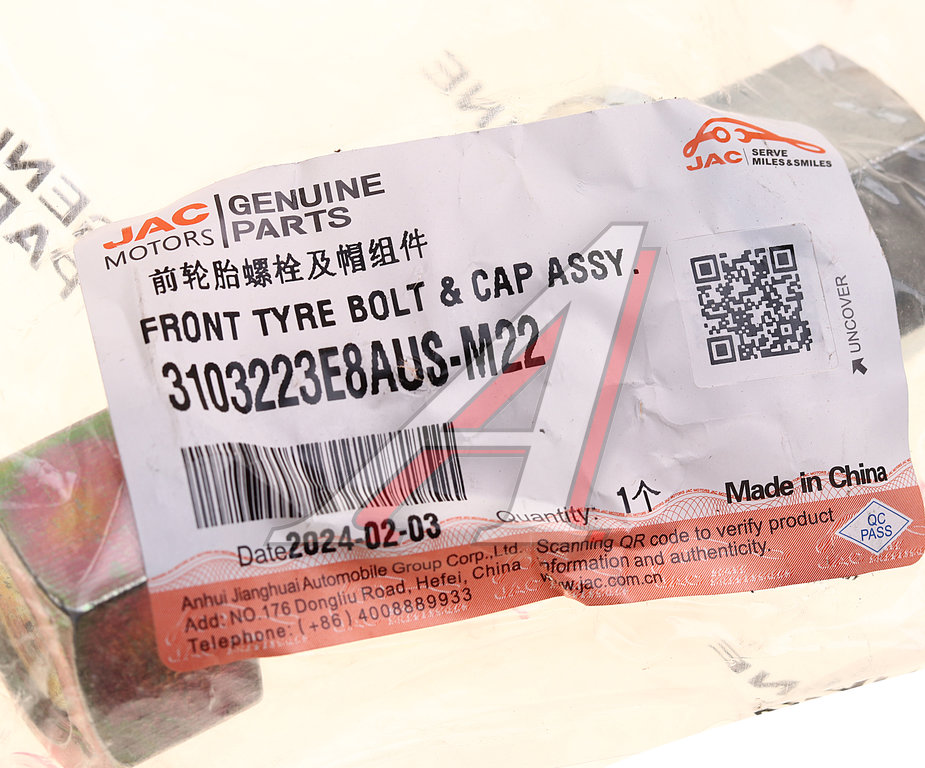 JAC MOTORS | GENUINE PARTS
JAC | SERVE MILES&SMILES
前轮胎螺栓及帽组件
FRONT TYRE BOLT & CAP ASSY.
3103223E8AUS-M22
UNCOVER
Date2024-02-03
Quantity: 1个
Made in China
QC PASS
Anhui Jianghuai Automobile Group Corp.,Ltd.
Add: NO.176 Dongliu Road, Hefei, China
Telephone: (+86) 4008889933
Scanning QR code to verify product
information and authenticity.
www.jac.com.cn